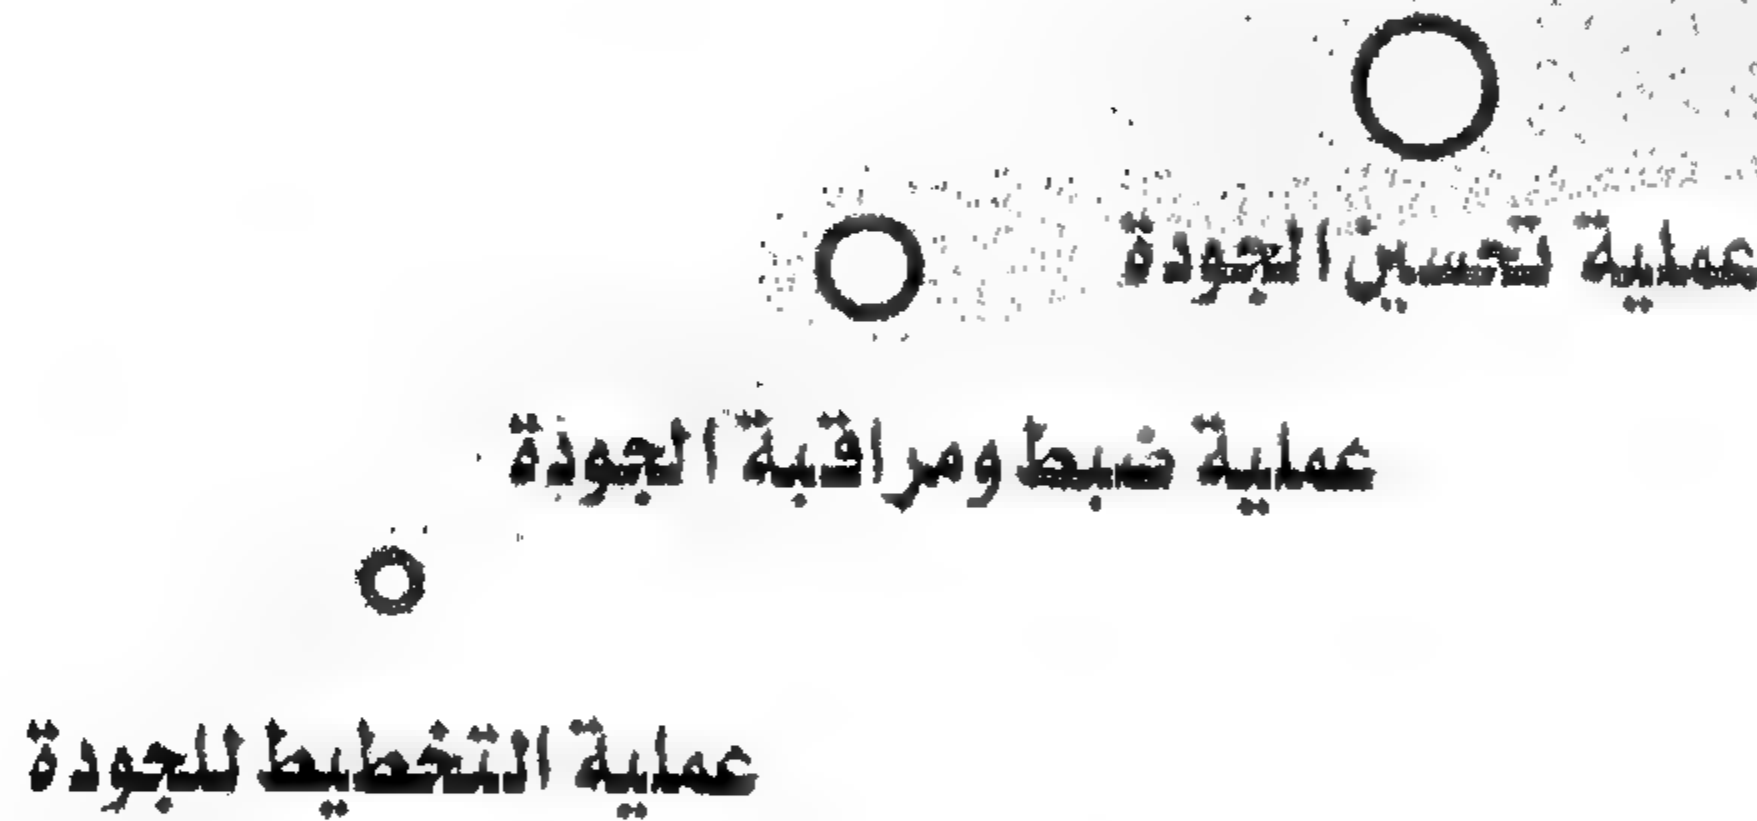 عملية تحسين الجودة
عملية ضبط ومراقبة الجودة
عملية التخطيط للجودة